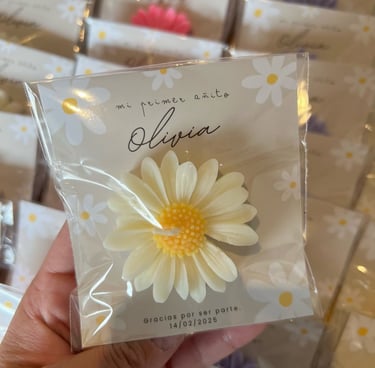 mi primer añito
Olivia
Gracias por ser parte.
14/02/2025